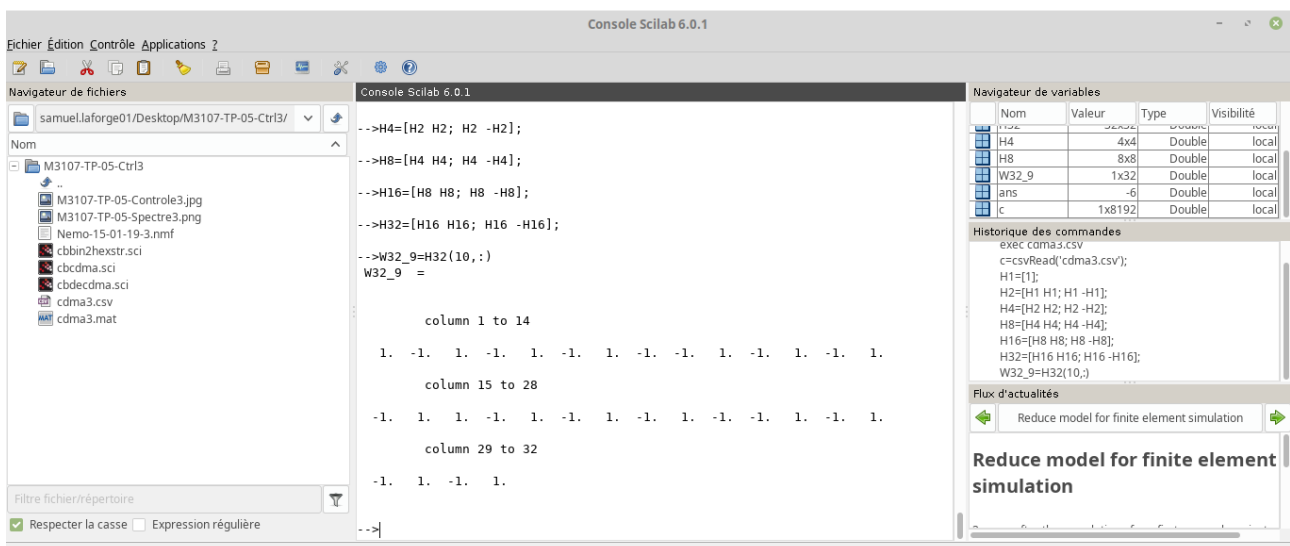 Console Scilab 6.0.1
Fichier Édition Contrôle Applications ?
Navigateur de fichiers
samuel.laforge01/Desktop/M3107-TP-05-Ctrl3/
Nom
M3107-TP-05-Ctrl3
..
M3107-TP-05-Controle3.jpg
M3107-TP-05-Spectre3.png
Nemo-15-01-19-3.nmf
cbbin2hexstr.sci
cbcdma.sci
cbdecdma.sci
cdma3.csv
cdma3.mat
Filtre fichier/répertoire
Respecter la casse Expression régulière
Console Scilab 6.0.1
-->H4=[H2 H2; H2 -H2];
-->H8=[H4 H4; H4 -H4];
-->H16=[H8 H8; H8 -H8];
-->H32=[H16 H16; H16 -H16];
-->W32_9=H32(10,:)
W32_9  =
column 1 to 14
1. -1. 1. -1. 1. -1. 1. -1. -1. 1. -1. 1. -1. 1.
column 15 to 28
-1. 1. 1. -1. 1. -1. 1. -1. 1. -1. -1. 1. -1. 1.
column 29 to 32
-1. 1. -1. 1.
-->
Navigateur de variables
Nom Valeur Type Visibilité
H32 32x32 Double local
H4 4x4 Double local
H8 8x8 Double local
W32_9 1x32 Double local
ans -6 Double local
c 1x8192 Double local
Historique des commandes
exec cdma3.csv
c=csvRead('cdma3.csv');
H1=[1];
H2=[H1 H1; H1 -H1];
H4=[H2 H2; H2 -H2];
H8=[H4 H4; H4 -H4];
H16=[H8 H8; H8 -H8];
H32=[H16 H16; H16 -H16];
W32_9=H32(10,:)
Flux d'actualités
Reduce model for finite element simulation
Reduce model for finite element
simulation